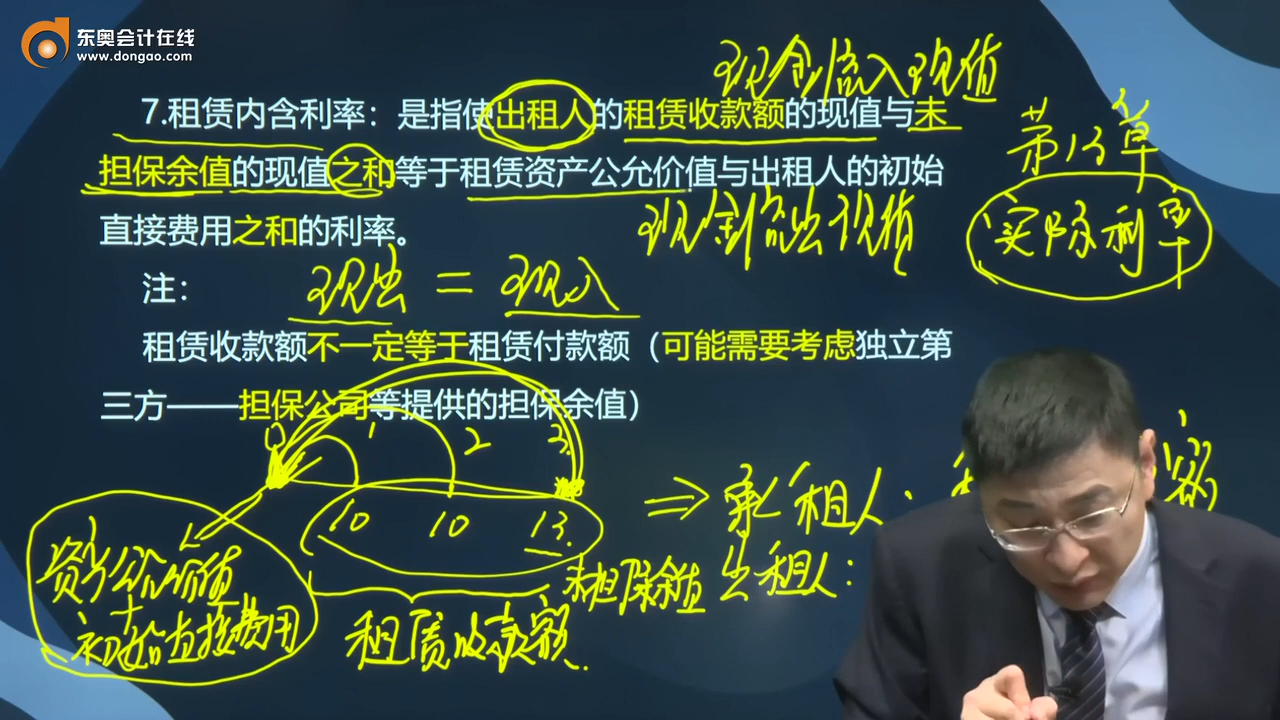 东奥会计在线
www.dongao.com
现金流入现值
7.租赁内含利率：是指使出租人的租赁收款额的现值与未
担保余值的现值之和等于租赁资产公允价值与出租人的初始
直接费用之和的利率。
第13章
实际利率
现金流出现值
注：
现出 = 现入
租赁收款额不一定等于租赁付款额（可能需要考虑独立第
三方——担保公司等提供的担保余值）
0 1 2 3
10 10 13
⇒ 承租人：
额
未担保余值 出租人：
资产公允价值
+
初始直接费用
租赁收款额